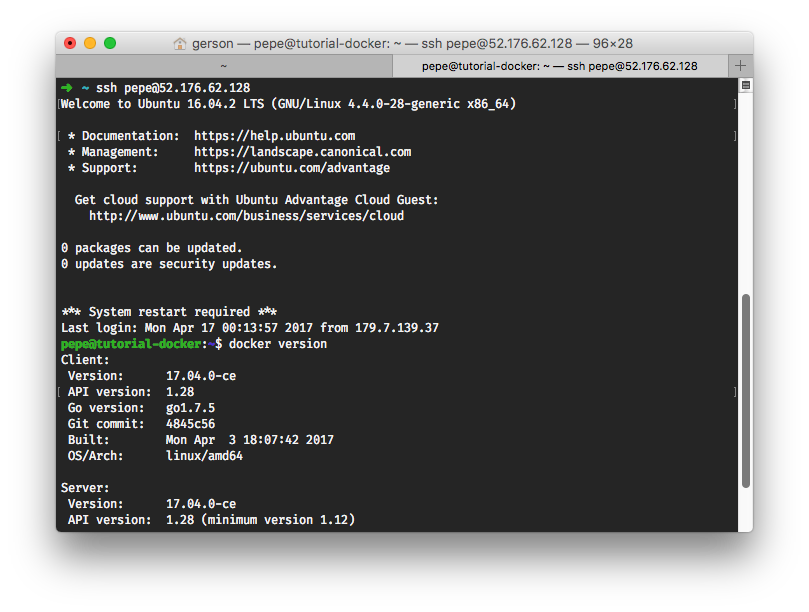 gerson — pepe@tutorial-docker: ~ — ssh pepe@52.176.62.128 — 96×28
~
pepe@tutorial-docker: ~ — ssh pepe@52.176.62.128
+
➜ ~ ssh pepe@52.176.62.128
[Welcome to Ubuntu 16.04.2 LTS (GNU/Linux 4.4.0-28-generic x86_64) ]
[ * Documentation:  https://help.ubuntu.com ]
* Management:     https://landscape.canonical.com
* Support:        https://ubuntu.com/advantage
Get cloud support with Ubuntu Advantage Cloud Guest:
http://www.ubuntu.com/business/services/cloud
0 packages can be updated.
0 updates are security updates.
*** System restart required ***
Last login: Mon Apr 17 00:13:57 2017 from 179.7.139.37
pepe@tutorial-docker:~$ docker version
Client:
Version:      17.04.0-ce
[ API version:  1.28 ]
Go version:   go1.7.5
Git commit:   4845c56
Built:        Mon Apr  3 18:07:42 2017
OS/Arch:      linux/amd64
Server:
Version:      17.04.0-ce
API version:  1.28 (minimum version 1.12)